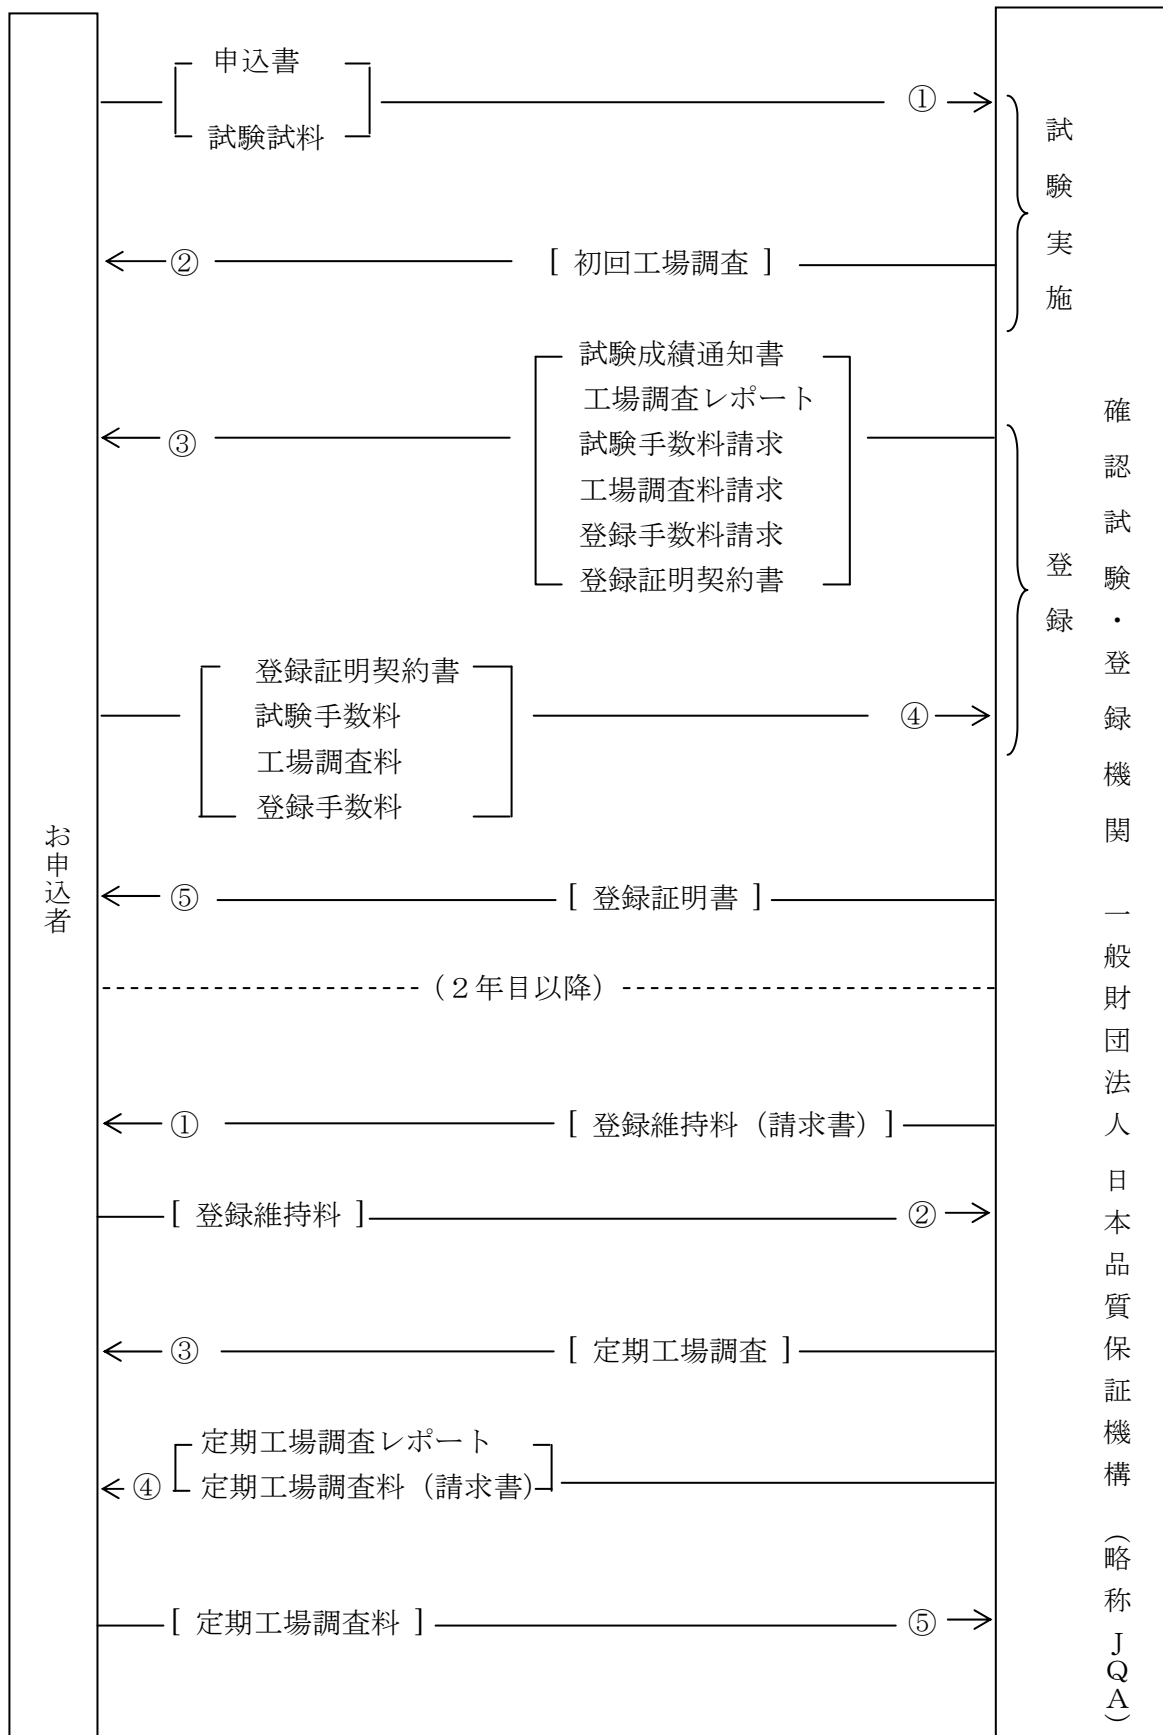 申込書
試験試料
①
② [ 初回工場調査 ]
試験実施
試験成績通知書
工場調査レポート
③ 試験手数料請求
工場調査料請求
登録手数料請求
登録証明契約書
登録
登録証明契約書
試験手数料 ④
工場調査料
登録手数料
⑤ [ 登録証明書 ]
(２年目以降)
① [ 登録維持料（請求書）]
[ 登録維持料 ] ②
③ [ 定期工場調査 ]
定期工場調査レポート
④ 定期工場調査料（請求書）
[ 定期工場調査料 ] ⑤
お申込者
確認試験・登録機関 一般財団法人 日本品質保証機構 （略称ＪＱＡ）